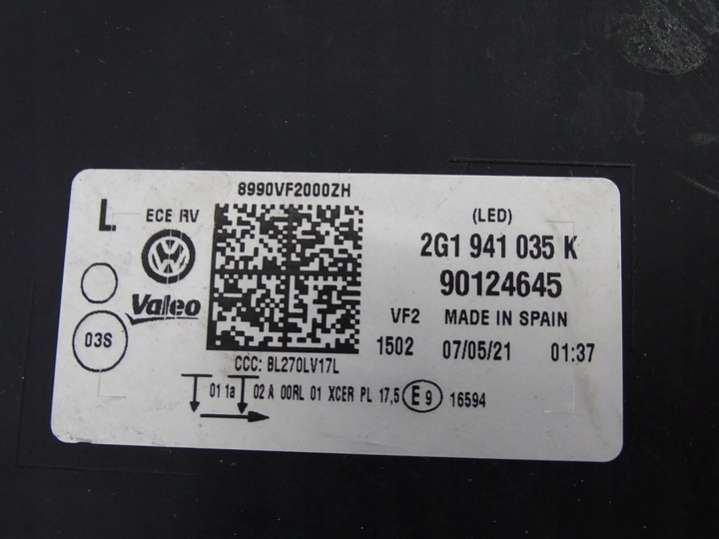 8990VF2000ZH
L
ECE RV
(LED)
2G1 941 035 K
90124645
Valeo
VF2 MADE IN SPAIN
03S
1502 07/05/21 01:37
CCC: BL270LV17L
01 1a 02 A 00RL 01 XCER PL 17,5 E9 16594